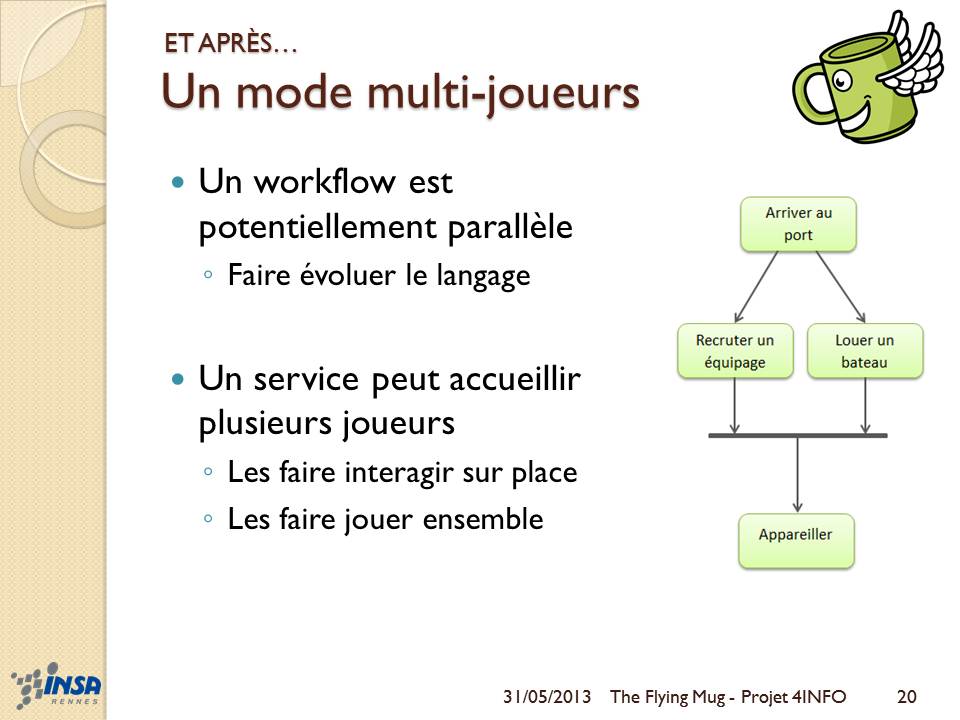 ET APRÈS…
Un mode multi-joueurs
Un workflow est
potentiellement parallèle
Faire évoluer le langage
Un service peut accueillir
plusieurs joueurs
Les faire interagir sur place
Les faire jouer ensemble
Arriver au
port
Recruter un
équipage
Louer un
bateau
Appareiller
INSA
RENNES
31/05/2013 The Flying Mug - Projet 4INFO 20